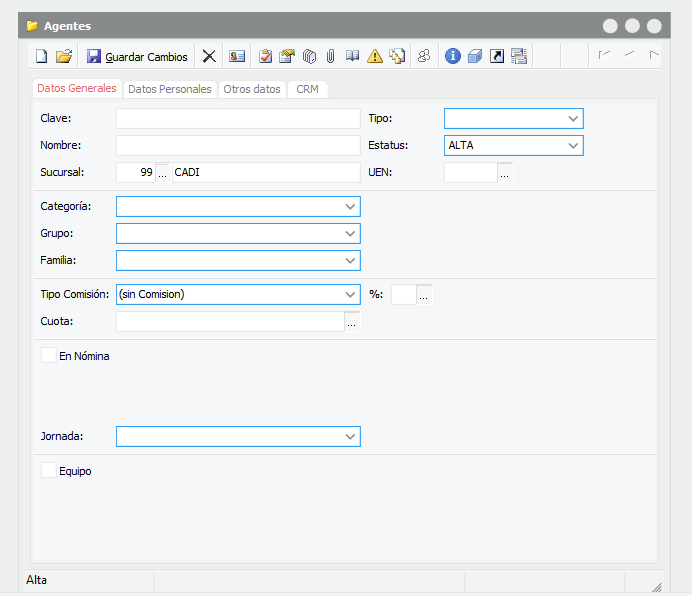 Agentes
Guardar Cambios
Datos Generales Datos Personales Otros datos CRM
Clave: Tipo:
Nombre: Estatus: ALTA
Sucursal: 99 ... CADI UEN: ...
Categoría:
Grupo:
Familia:
Tipo Comisión: (sin Comision) %: ...
Cuota: ...
En Nómina
Jornada:
Equipo
Alta